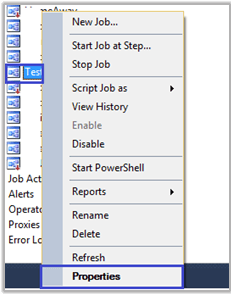 New Job...
Start Job at Step...
Stop Job
Test
Script Job as
View History
Enable
Disable
Start PowerShell
Job Act
Reports
Alerts
Operato
Rename
Proxies
Delete
Error Lo
Refresh
Properties